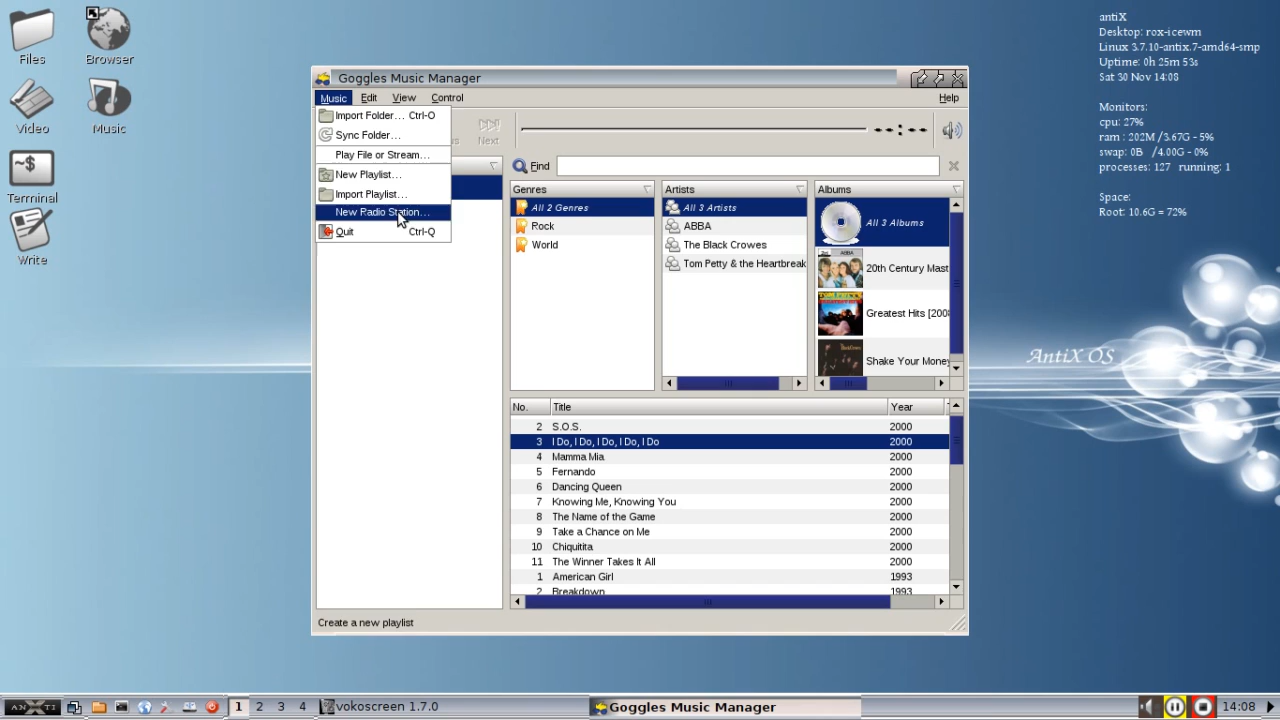 Files
Browser
Video
Music
Terminal
Write
~$
antiX
Desktop: rox-icewm
Linux 3.7.10-antix.7-amd64-smp
Uptime: 0h 25m 53s
Sat 30 Nov 14:08
Monitors:
cpu: 27%
ram : 202M /3.67G - 5%
swap: 0B /4.00G - 0%
processes: 127 running: 1
Space:
Root: 10.6G = 72%
AntiX OS
Goggles Music Manager
Music Edit View Control Help
Import Folder... Ctrl-O
Sync Folder...
Play File or Stream...
New Playlist...
Import Playlist...
New Radio Station...
Quit Ctrl-Q
Next
--:--
Find
Genres
All 2 Genres
Rock
World
Artists
All 3 Artists
ABBA
The Black Crowes
Tom Petty & the Heartbreak
Albums
All 3 Albums
20th Century Mast
Greatest Hits [200
Shake Your Money
No. Title Year
2 S.O.S. 2000
3 I Do, I Do, I Do, I Do, I Do 2000
4 Mamma Mia 2000
5 Fernando 2000
6 Dancing Queen 2000
7 Knowing Me, Knowing You 2000
8 The Name of the Game 2000
9 Take a Chance on Me 2000
10 Chiquitita 2000
11 The Winner Takes It All 2000
1 American Girl 1993
2 Breakdown 1993
Create a new playlist
ANXTI 1 2 3 4 vokoscreen 1.7.0 Goggles Music Manager 14:08